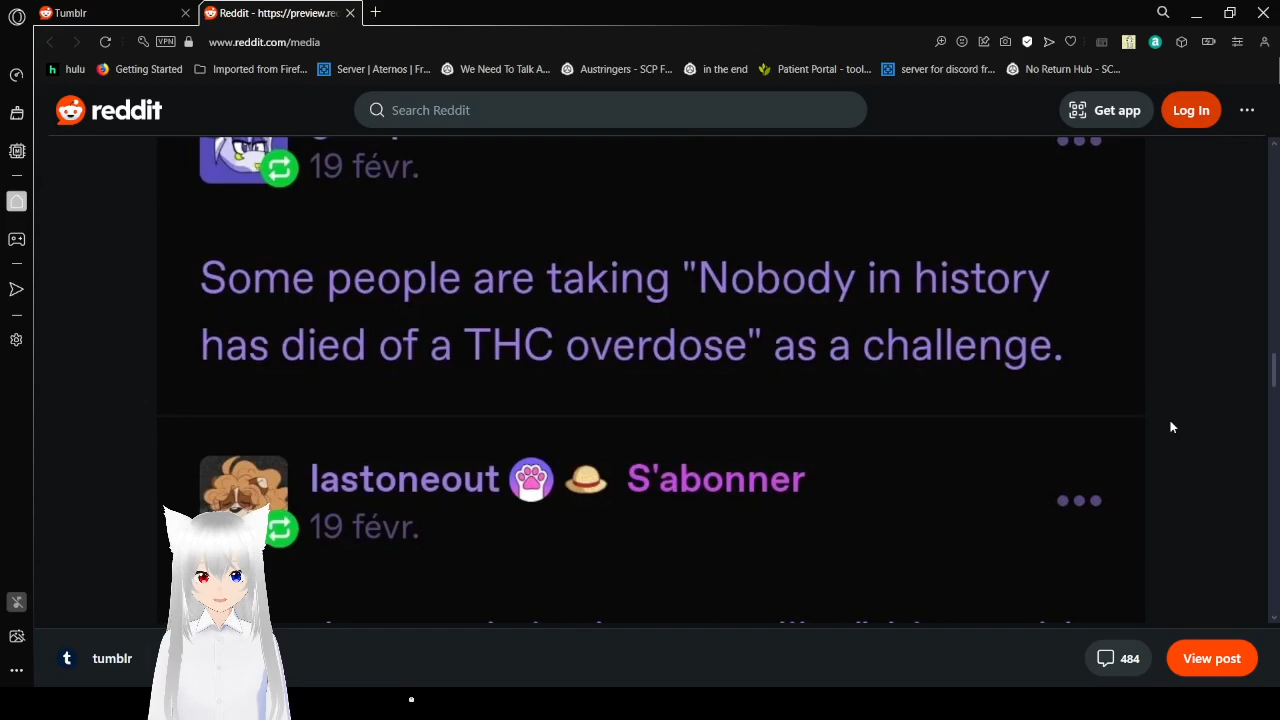 Tumblr
Reddit - https://preview.re
VPN
www.reddit.com/media
hulu
Getting Started
Imported from Firef...
Server | Aternos | Fr...
We Need To Talk A...
Austringers - SCP F...
in the end
Patient Portal - tool...
server for discord fr...
No Return Hub - SC...
reddit
Search Reddit
Get app
Log In
19 févr.
Some people are taking "Nobody in history
has died of a THC overdose" as a challenge.
lastoneout S'abonner
19 févr.
tumblr
484
View post